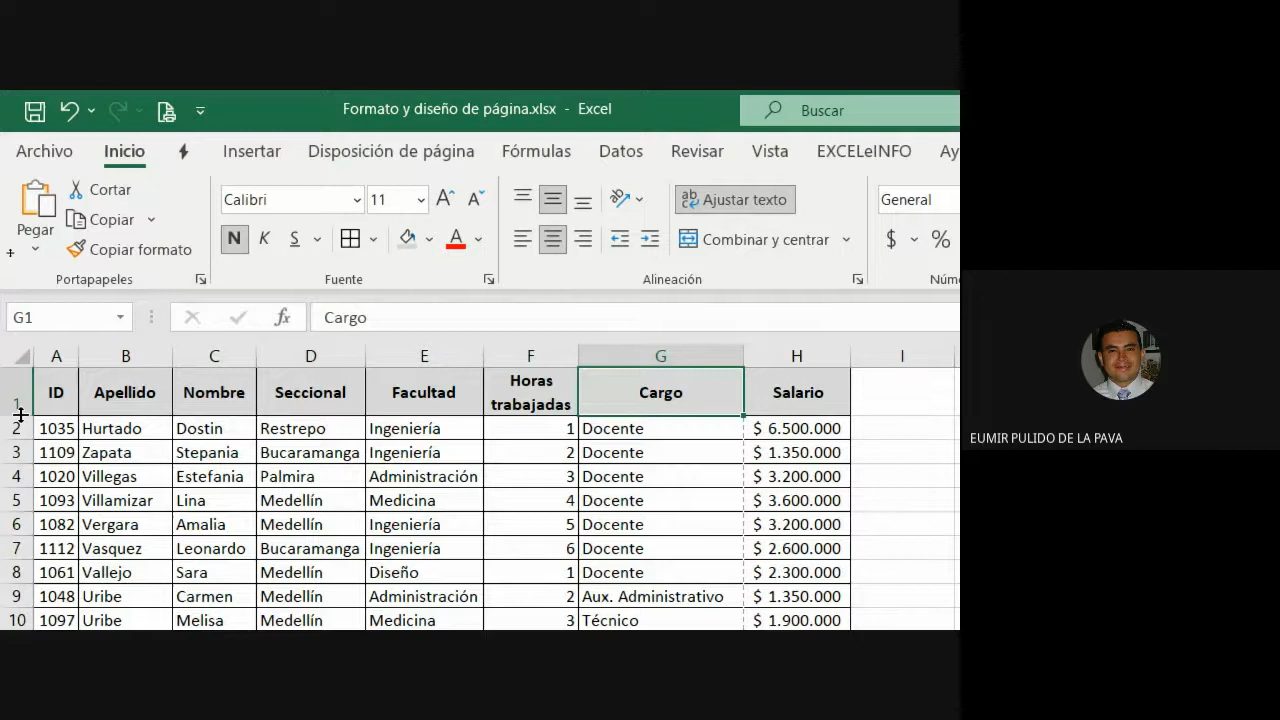 Formato y diseño de página.xlsx - Excel
Buscar
Archivo Inicio Insertar Disposición de página Fórmulas Datos Revisar Vista EXCELeINFO Ay
Pegar
Cortar
Copiar
Copiar formato
Portapapeles
Calibri 11
N K S A
Fuente
ab Ajustar texto
Combinar y centrar
Alineación
General
$ %
Núme
G1 fx Cargo
A B C D E F G H I
1 ID Apellido Nombre Seccional Facultad Horas trabajadas Cargo Salario
2 1035 Hurtado Dostin Restrepo Ingeniería 1 Docente $ 6.500.000
3 1109 Zapata Stepania Bucaramanga Ingeniería 2 Docente $ 1.350.000
4 1020 Villegas Estefania Palmira Administración 3 Docente $ 3.200.000
5 1093 Villamizar Lina Medellín Medicina 4 Docente $ 3.600.000
6 1082 Vergara Amalia Medellín Ingeniería 5 Docente $ 3.200.000
7 1112 Vasquez Leonardo Bucaramanga Ingeniería 6 Docente $ 2.600.000
8 1061 Vallejo Sara Medellín Diseño 1 Docente $ 2.300.000
9 1048 Uribe Carmen Medellín Administración 2 Aux. Administrativo $ 1.350.000
10 1097 Uribe Melisa Medellín Medicina 3 Técnico $ 1.900.000
EUMIR PULIDO DE LA PAVA